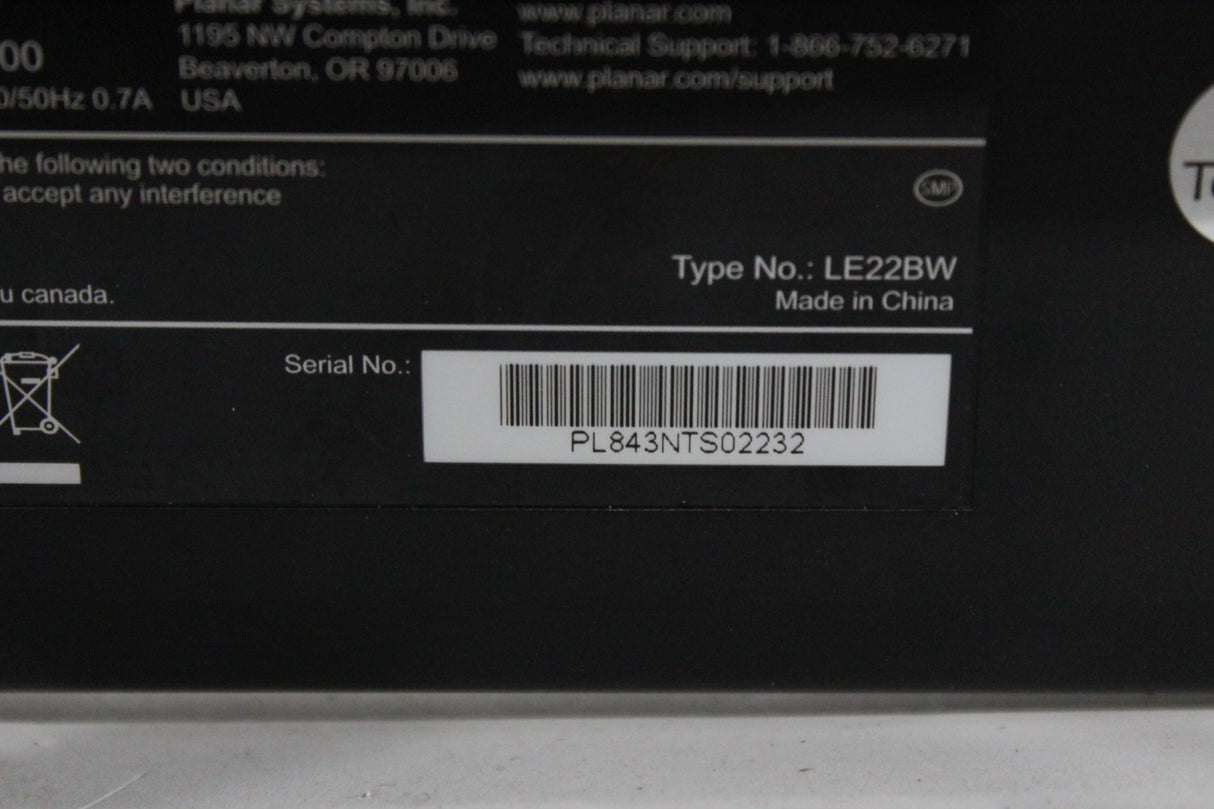 Planar Systems, Inc.
1195 NW Compton Drive
Beaverton, OR 97006
USA
www.planar.com
Technical Support: 1-866-752-6271
www.planar.com/support
00
0/50Hz 0.7A
he following two conditions:
accept any interference
u canada.
SMF
Type No.: LE22BW
Made in China
Serial No.:
PL843NTS02232